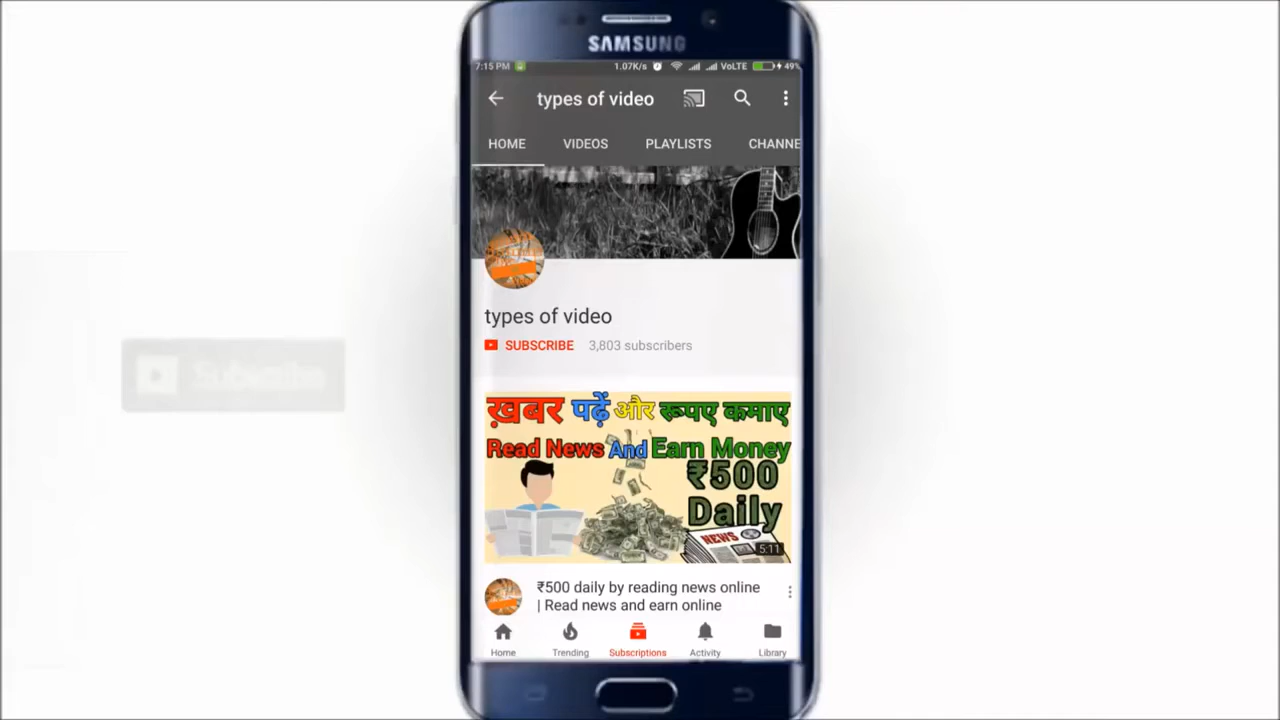 SAMSUNG
7:15 PM 1.07K/s VoLTE 49%
types of video
HOME VIDEOS PLAYLISTS CHANNE
types of video
SUBSCRIBE 3,803 subscribers
ख़बर पढ़ें और रूपए कमाए
Read News And Earn Money
₹500
Daily
NEWS
5:11
₹500 daily by reading news online
| Read news and earn online
Home Trending Subscriptions Activity Library